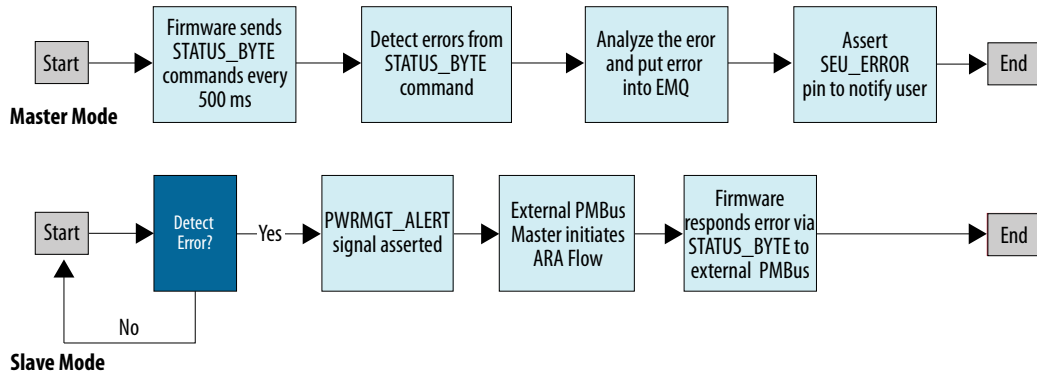 Start
Firmware sends
STATUS_BYTE
commands every
500 ms
Detect errors from
STATUS_BYTE
command
Analyze the eror
and put error
into EMQ
Assert
SEU_ERROR
pin to notify user
End
Master Mode
Start
Detect
Error?
Yes
PWRMGT_ALERT
signal asserted
External PMBus
Master initiates
ARA Flow
Firmware
responds error via
STATUS_BYTE to
external PMBus
End
No
Slave Mode